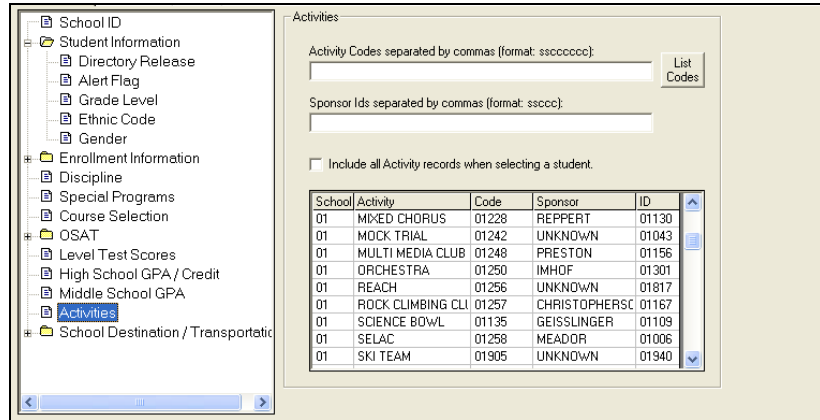 School ID
Student Information
Directory Release
Alert Flag
Grade Level
Ethnic Code
Gender
Enrollment Information
Discipline
Special Programs
Course Selection
OSAT
Level Test Scores
High School GPA / Credit
Middle School GPA
Activities
School Destination / Transportatic
Activities
Activity Codes separated by commas (format: sscccccc):
List
Codes
Sponsor Ids separated by commas (format: ssccc):
Include all Activity records when selecting a student.
School Activity Code Sponsor ID
01 MIXED CHORUS 01228 REPPERT 01130
01 MOCK TRIAL 01242 UNKNOWN 01043
01 MULTI MEDIA CLUB 01248 PRESTON 01156
01 ORCHESTRA 01250 IMHOF 01301
01 REACH 01256 UNKNOWN 01817
01 ROCK CLIMBING CLU 01257 CHRISTOPHERSC 01167
01 SCIENCE BOWL 01135 GEISSLINGER 01109
01 SELAC 01258 MEADOR 01006
01 SKI TEAM 01905 UNKNOWN 01940